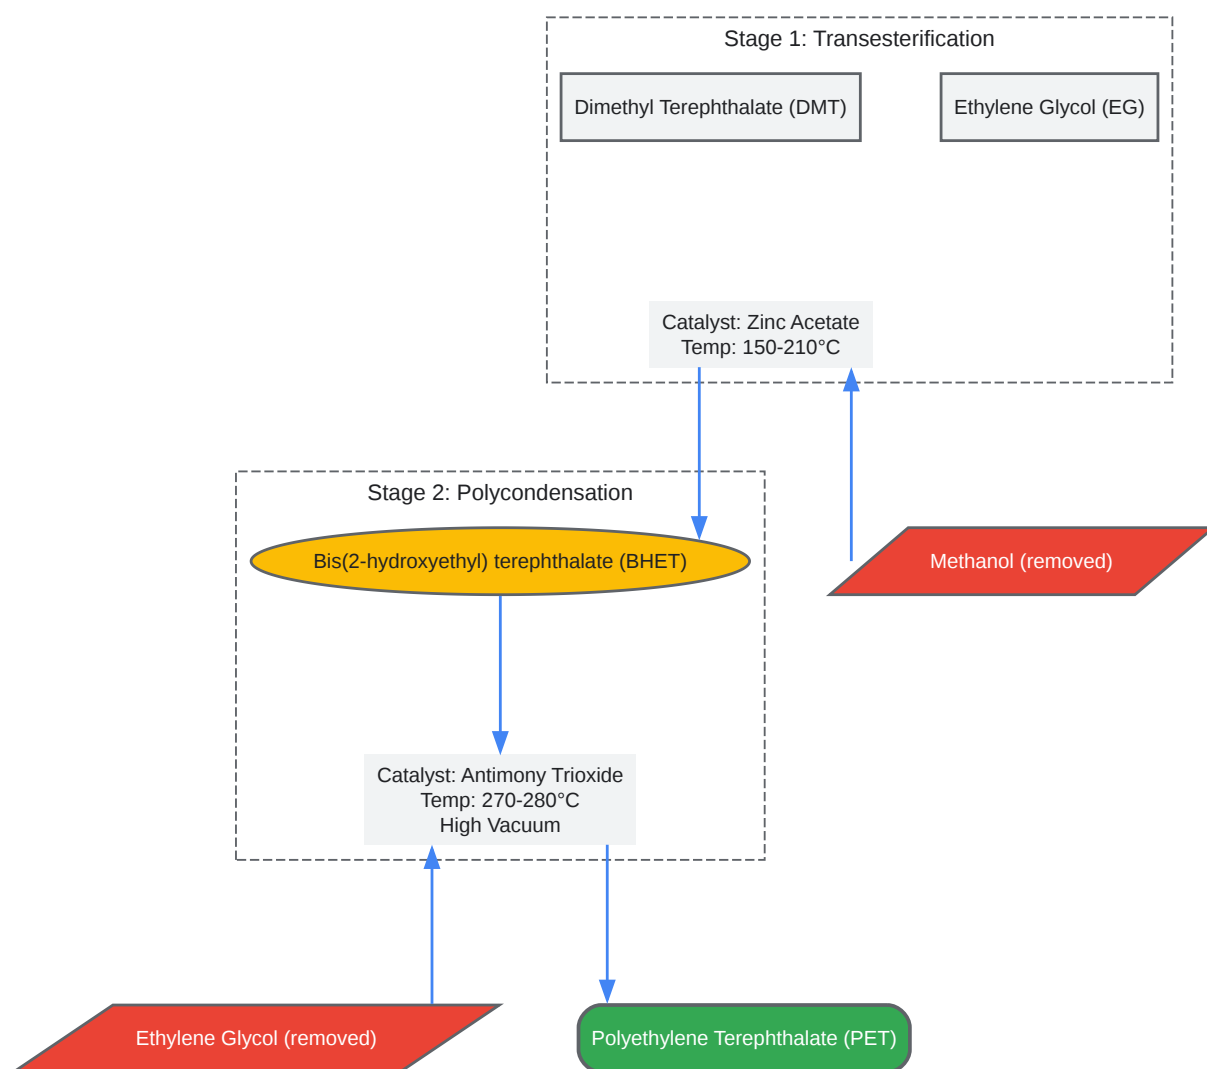 Stage 1: Transesterification
Dimethyl Terephthalate (DMT)
Ethylene Glycol (EG)
Catalyst: Zinc Acetate
Temp: 150-210°C
Stage 2: Polycondensation
Bis(2-hydroxyethyl) terephthalate (BHET)
Methanol (removed)
Catalyst: Antimony Trioxide
Temp: 270-280°C
High Vacuum
Ethylene Glycol (removed)
Polyethylene Terephthalate (PET)